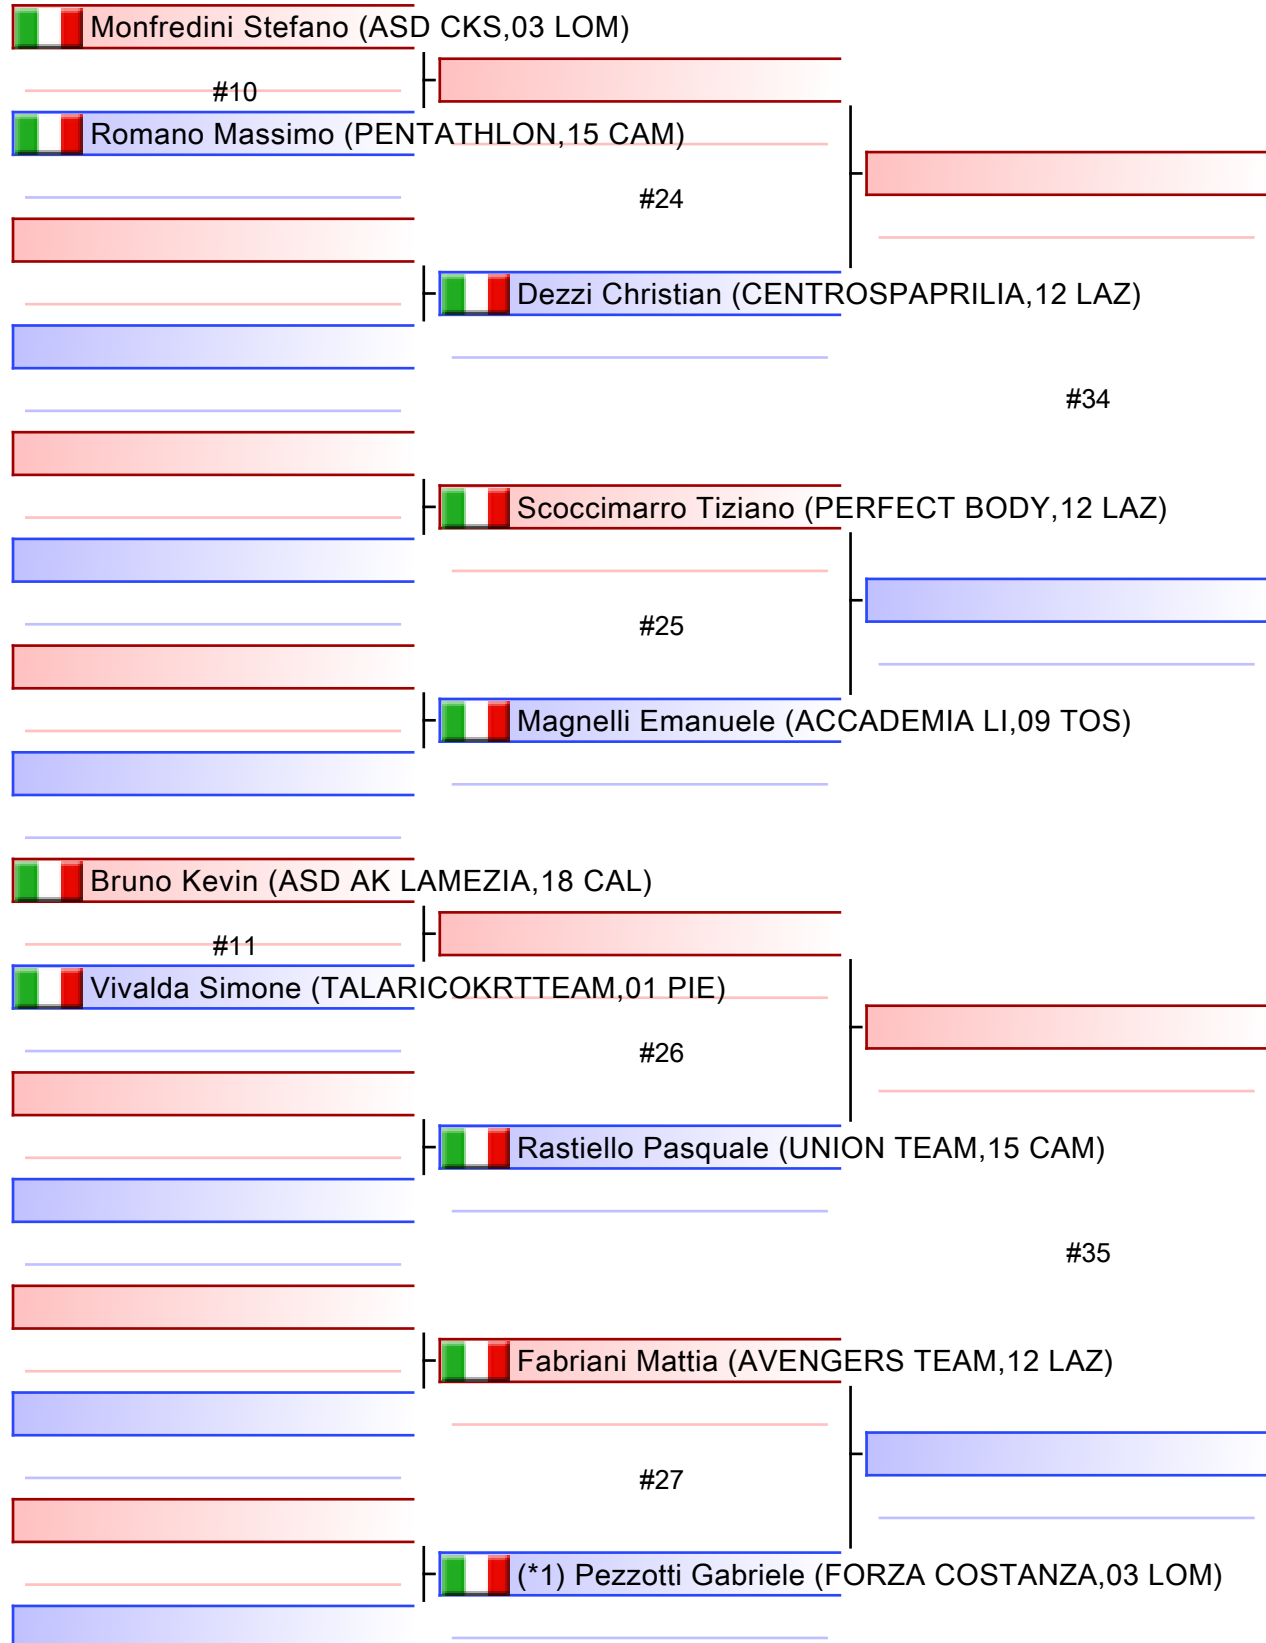 Monfredini Stefano (ASD CKS,03 LOM)
#10
Romano Massimo (PENTATHLON,15 CAM)
#24
Dezzi Christian (CENTROSPAPRILIA,12 LAZ)
#34
Scoccimarro Tiziano (PERFECT BODY,12 LAZ)
#25
Magnelli Emanuele (ACCADEMIA LI,09 TOS)
Bruno Kevin (ASD AK LAMEZIA,18 CAL)
#11
Vivalda Simone (TALARICOKRTTEAM,01 PIE)
#26
Rastiello Pasquale (UNION TEAM,15 CAM)
#35
Fabriani Mattia (AVENGERS TEAM,12 LAZ)
#27
(*1) Pezzotti Gabriele (FORZA COSTANZA,03 LOM)